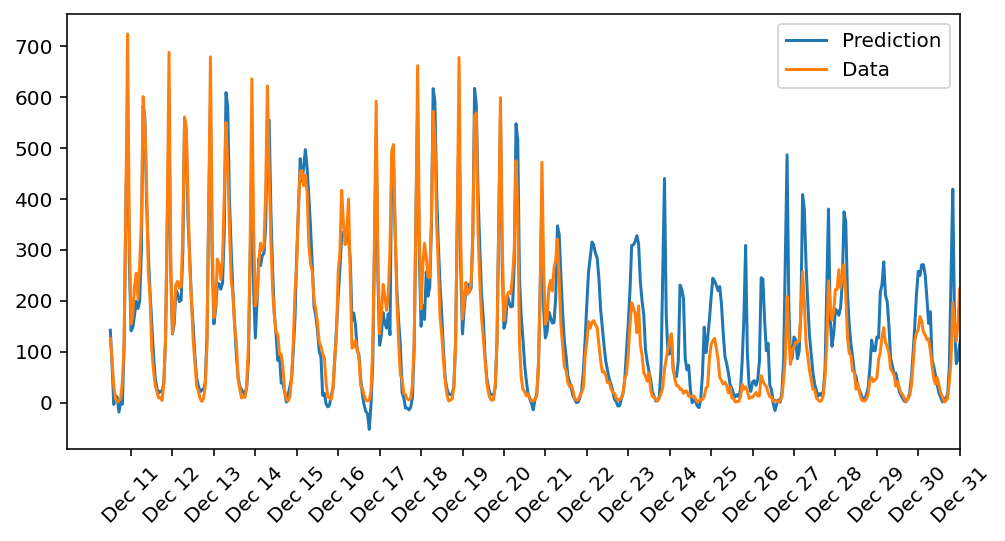 Prediction
Data
700
600
500
400
300
200
100
0
Dec 11
Dec 12
Dec 13
Dec 14
Dec 15
Dec 16
Dec 17
Dec 18
Dec 19
Dec 20
Dec 21
Dec 22
Dec 23
Dec 24
Dec 25
Dec 26
Dec 27
Dec 28
Dec 29
Dec 30
Dec 31